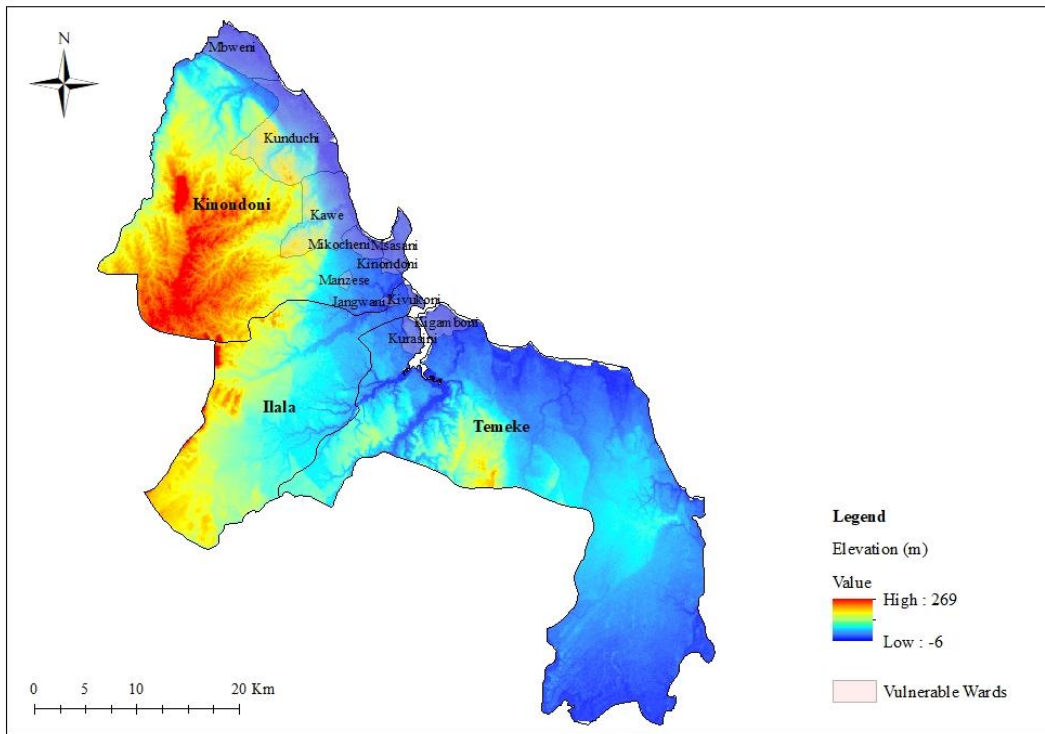 N
Mbweni
Kunduchi
Kinondoni
Kawe
Mikocheni
Msasani
Kinondoni
Manzese
Jangwani
Kivukoni
Kigamboni
Kurasini
Ilala
Temeke
Legend
Elevation (m)
Value
High : 269
Low : -6
Vulnerable Wards
0 5 10 20 Km